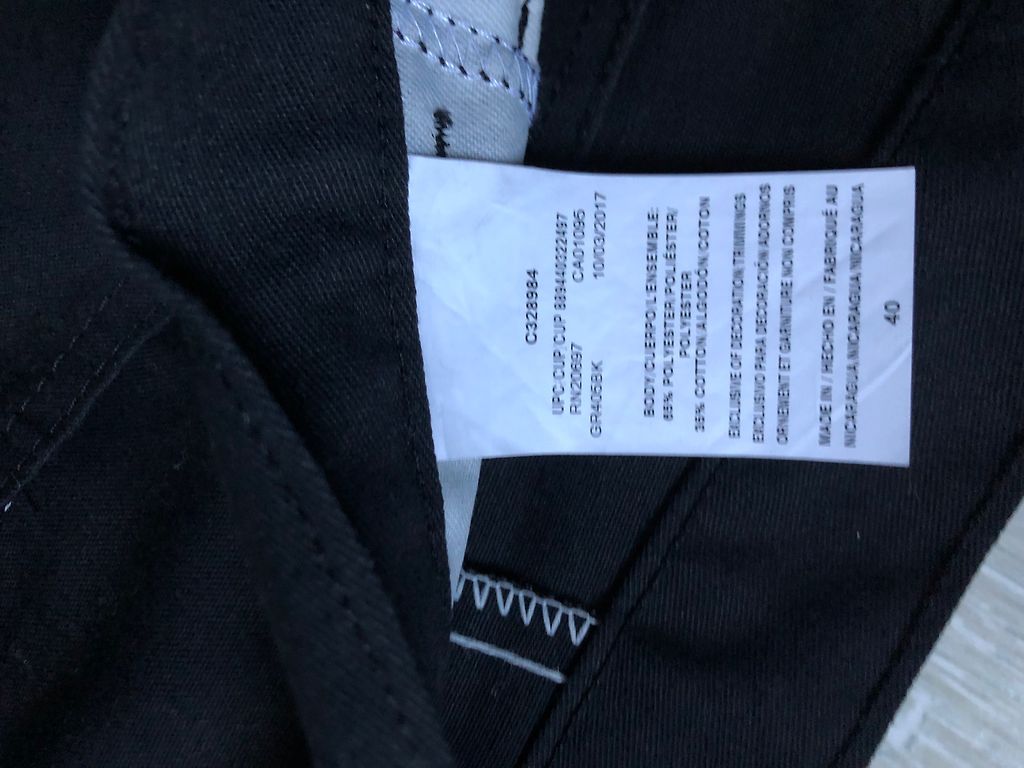 C328984
UPC CUP CUP 889440322497
RN20697 CA01095
GR405BK 10/03/2017
BODY/CUERPO/L'ENSEMBLE:
65% POLYESTER/POLIÉSTER/
POLYESTER
35% COTTON/ALGODÓN/COTON
EXCLUSIVE OF DECORATION TRIMMINGS
EXCLUSIVO PARA DECORACIÓN ADORNOS
ORNEMENT ET GARNITURE NON COMPRIS
MADE IN / HECHO EN / FABRIQUÉ AU
NICARAGUA/NICARAGUA/NICARAGUA
40